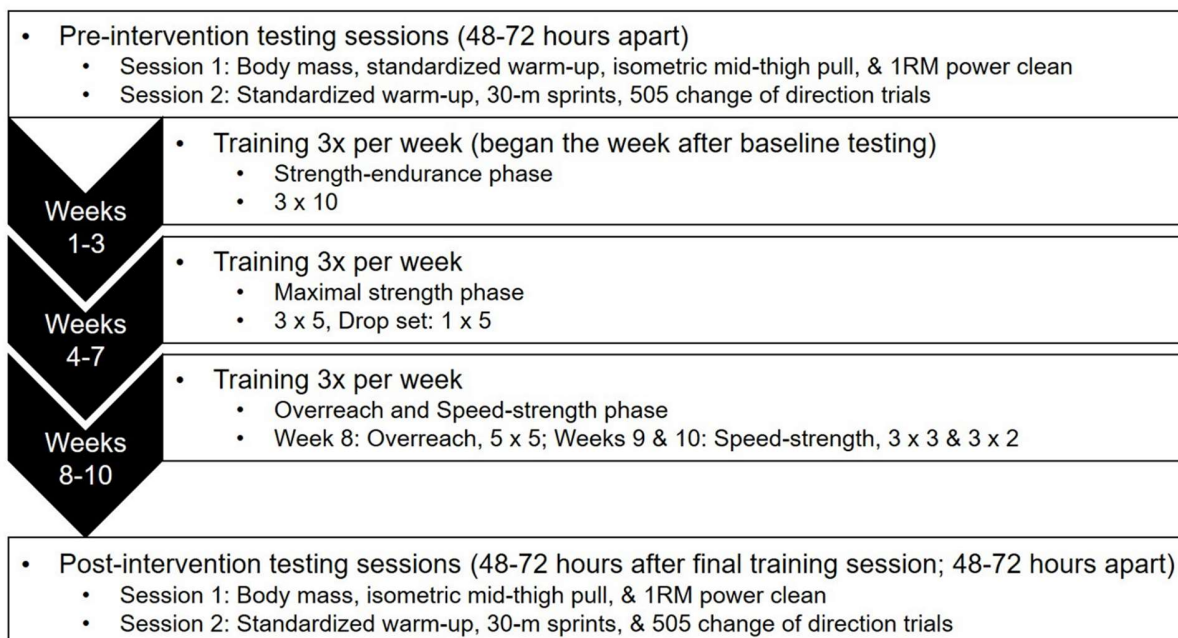 • Pre-intervention testing sessions (48-72 hours apart)
• Session 1: Body mass, standardized warm-up, isometric mid-thigh pull, & 1RM power clean
• Session 2: Standardized warm-up, 30-m sprints, 505 change of direction trials
Weeks
1-3
• Training 3x per week (began the week after baseline testing)
• Strength-endurance phase
• 3 x 10
Weeks
4-7
• Training 3x per week
• Maximal strength phase
• 3 x 5, Drop set: 1 x 5
Weeks
8-10
• Training 3x per week
• Overreach and Speed-strength phase
• Week 8: Overreach, 5 x 5; Weeks 9 & 10: Speed-strength, 3 x 3 & 3 x 2
• Post-intervention testing sessions (48-72 hours after final training session; 48-72 hours apart)
• Session 1: Body mass, isometric mid-thigh pull, & 1RM power clean
• Session 2: Standardized warm-up, 30-m sprints, & 505 change of direction trials